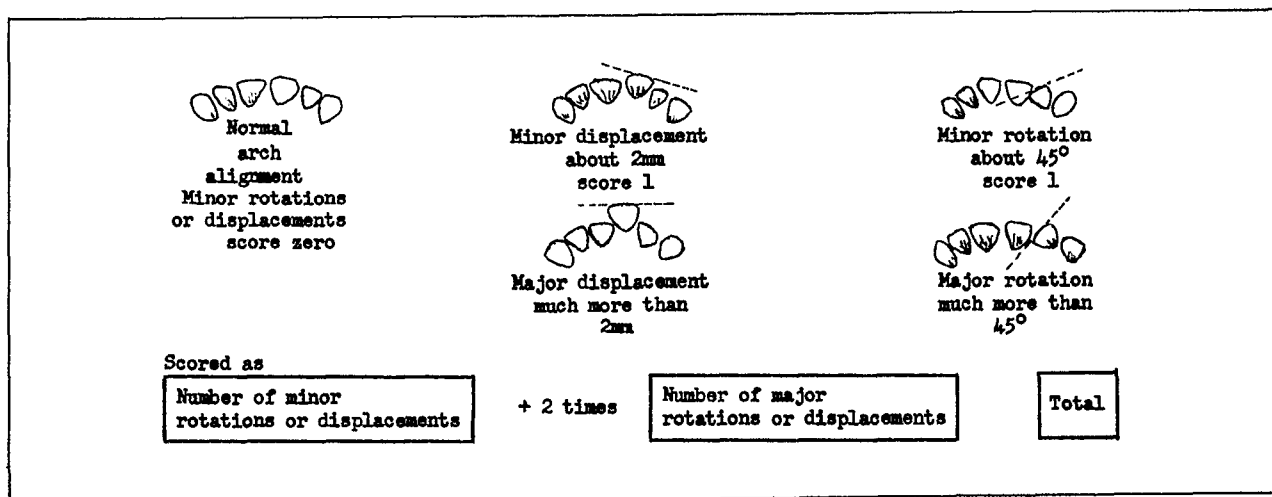 Normal
arch
alignment
Minor rotations
or displacements
score zero
Minor displacement
about 2mm
score 1
Minor rotation
about 45°
score 1
Major displacement
much more than
2mm
Major rotation
much more than
45°
Scored as
Number of minor
rotations or displacements
+ 2 times
Number of major
rotations or displacements
Total